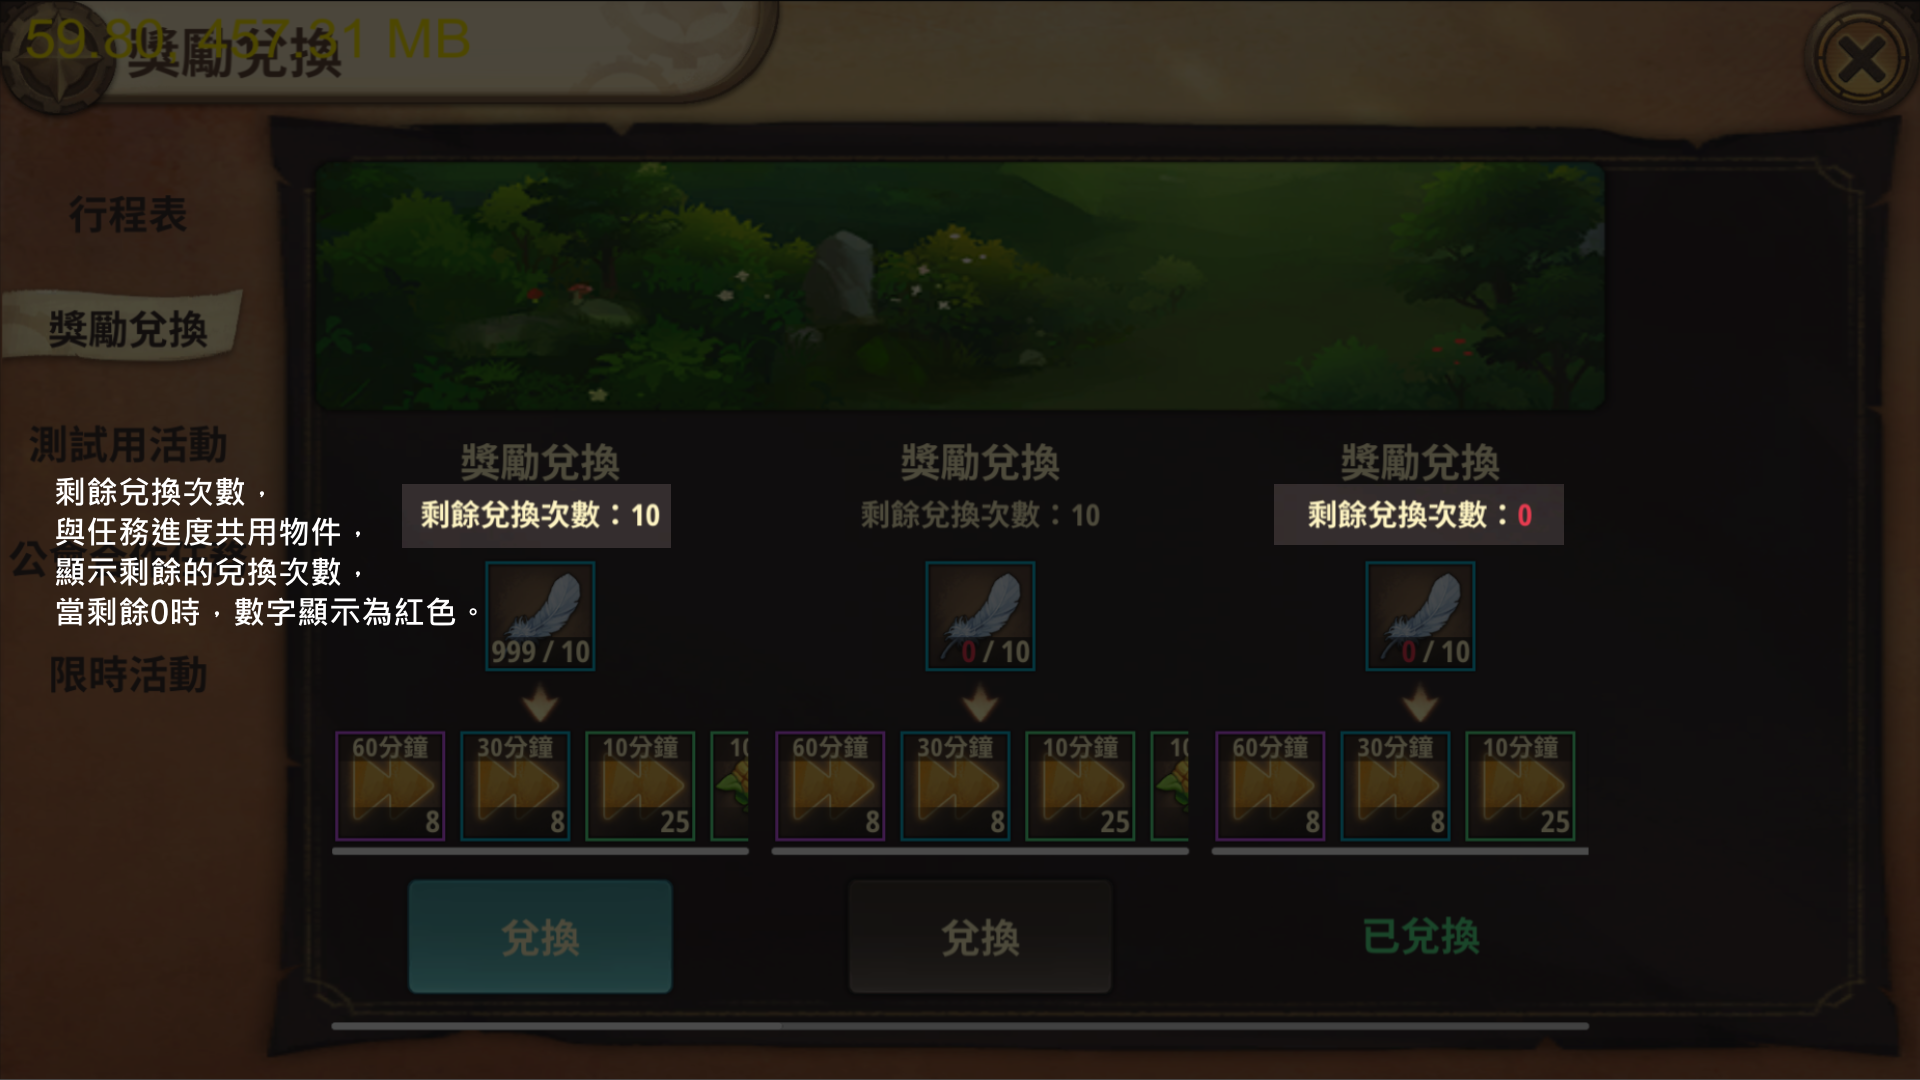 59.80, 457.31 MB
獎勵兌換
行程表
獎勵兌換
測試用活動
公會合作任務
限時活動
剩餘兌換次數，
與任務進度共用物件，
顯示剩餘的兌換次數，
當剩餘0時，數字顯示為紅色。
獎勵兌換
剩餘兌換次數：10
999 / 10
60分鐘
8
30分鐘
8
10分鐘
25
10
兌換
獎勵兌換
剩餘兌換次數：10
0 / 10
60分鐘
8
30分鐘
8
10分鐘
25
10
兌換
獎勵兌換
剩餘兌換次數：0
0 / 10
60分鐘
8
30分鐘
8
10分鐘
25
已兌換